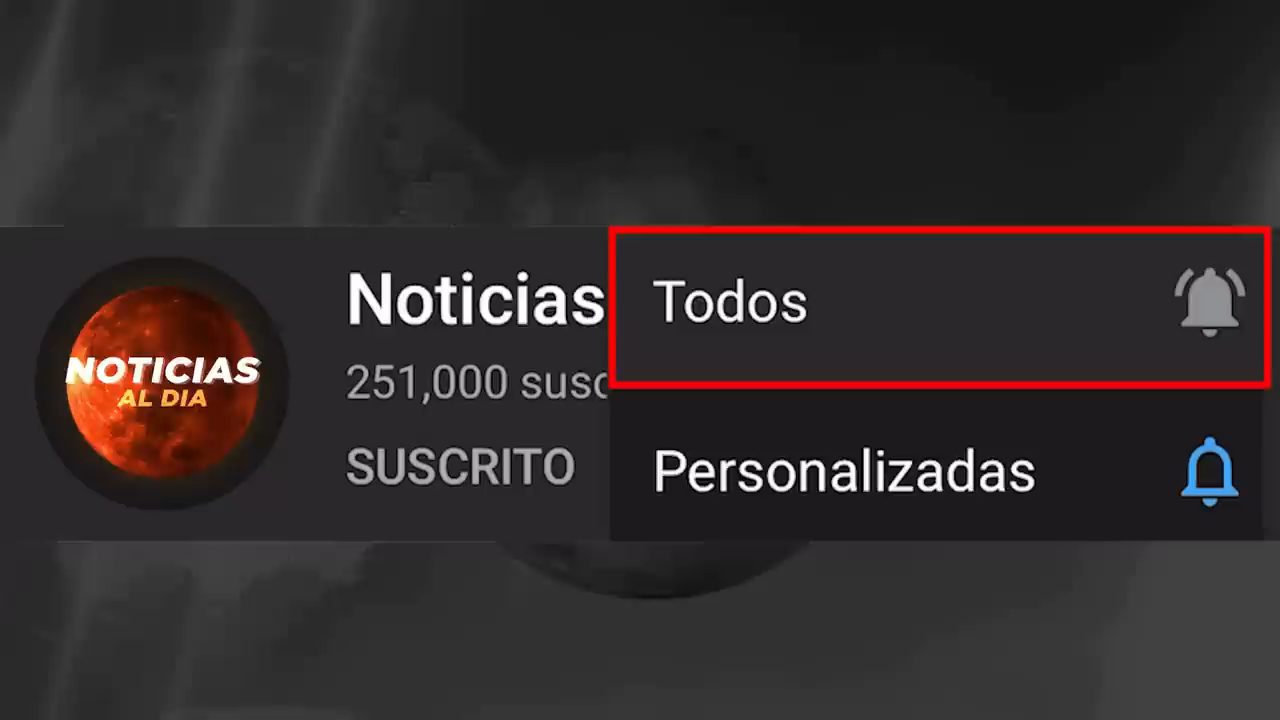 NOTICIAS
AL DIA
Noticias
251,000 susc
SUSCRITO
Todos
Personalizadas